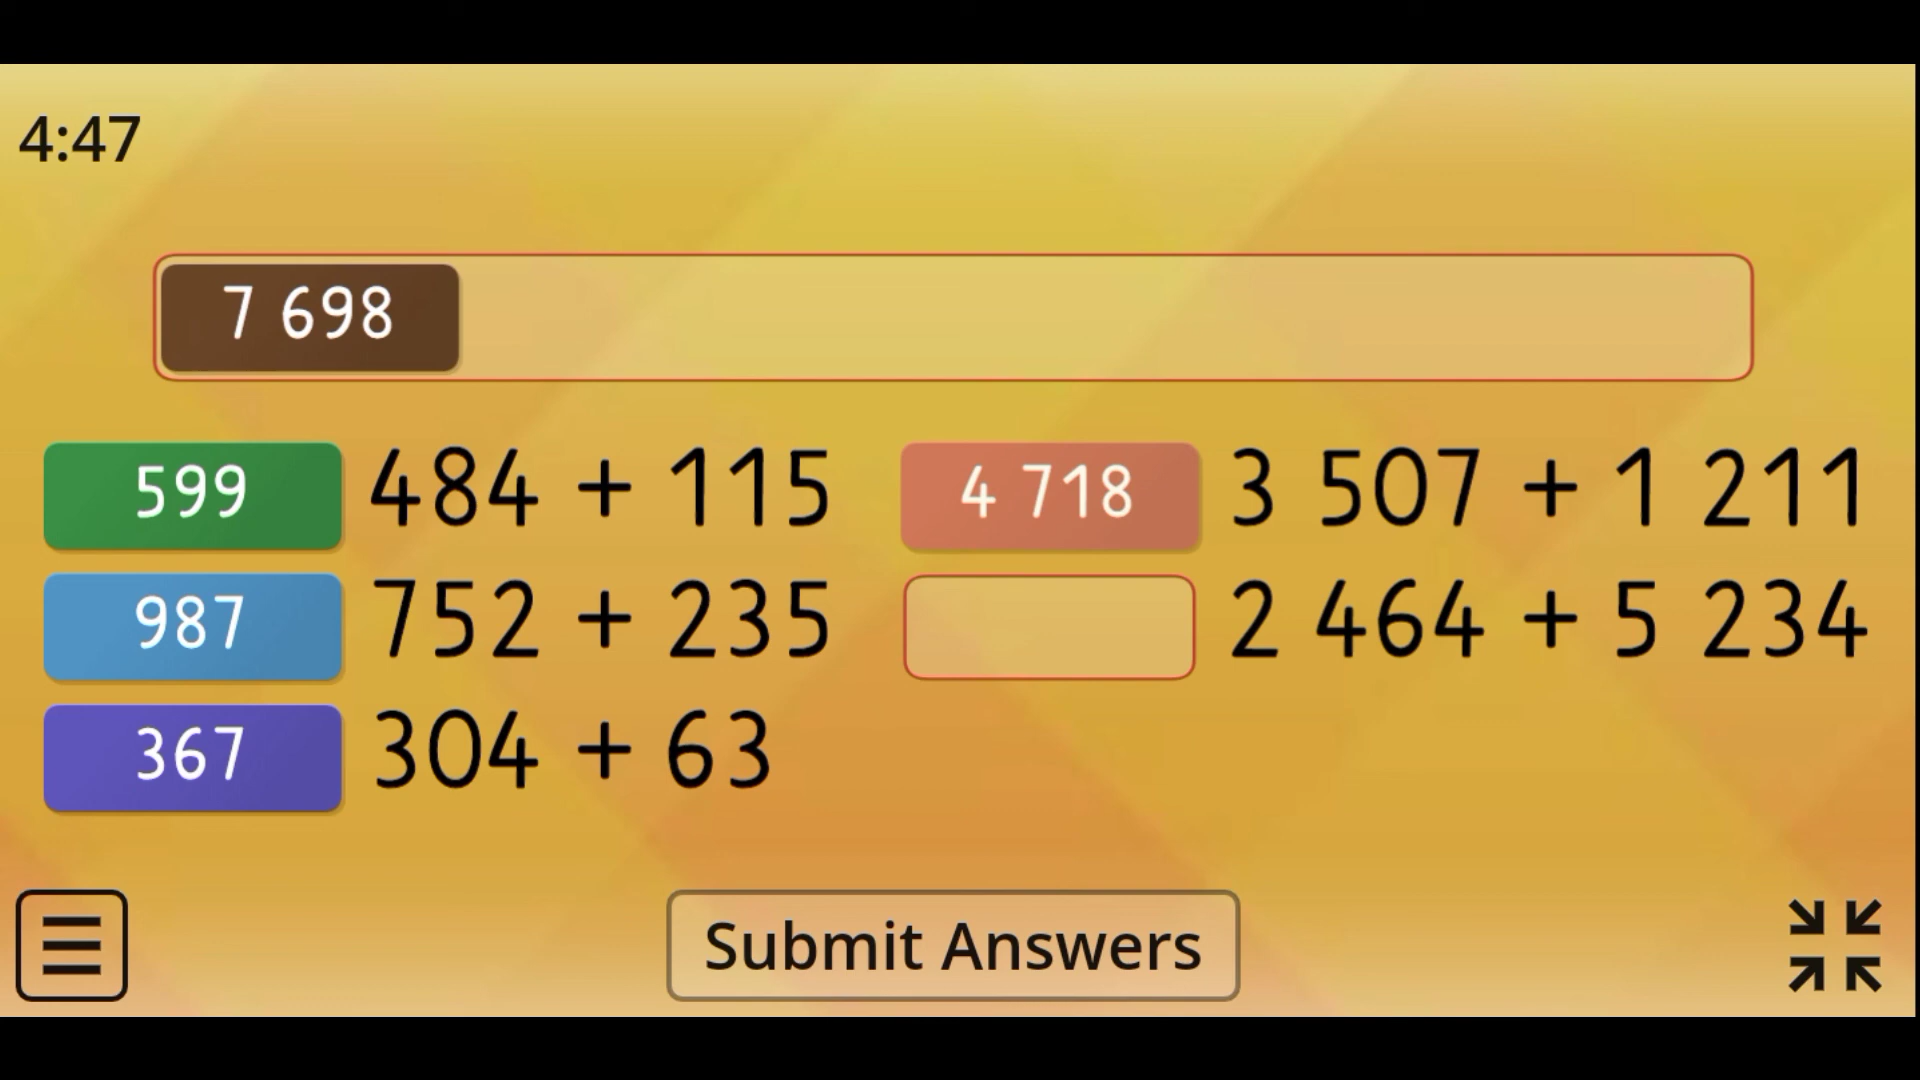 4:47
7 698
599 484 + 115 4 718 3 507 + 1 211
987 752 + 235 2 464 + 5 234
367 304 + 63
Submit Answers